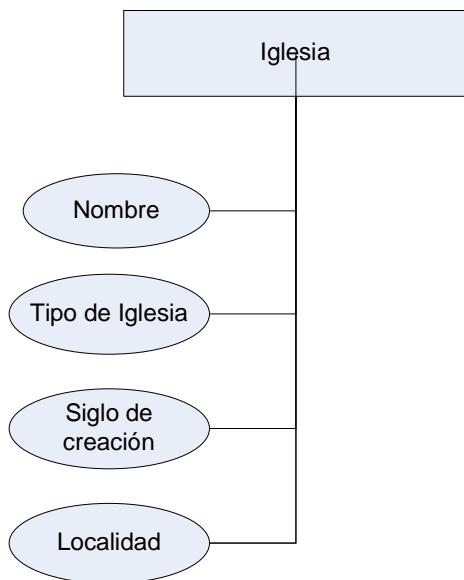 Iglesia
Nombre
Tipo de Iglesia
Siglo de
creación
Localidad